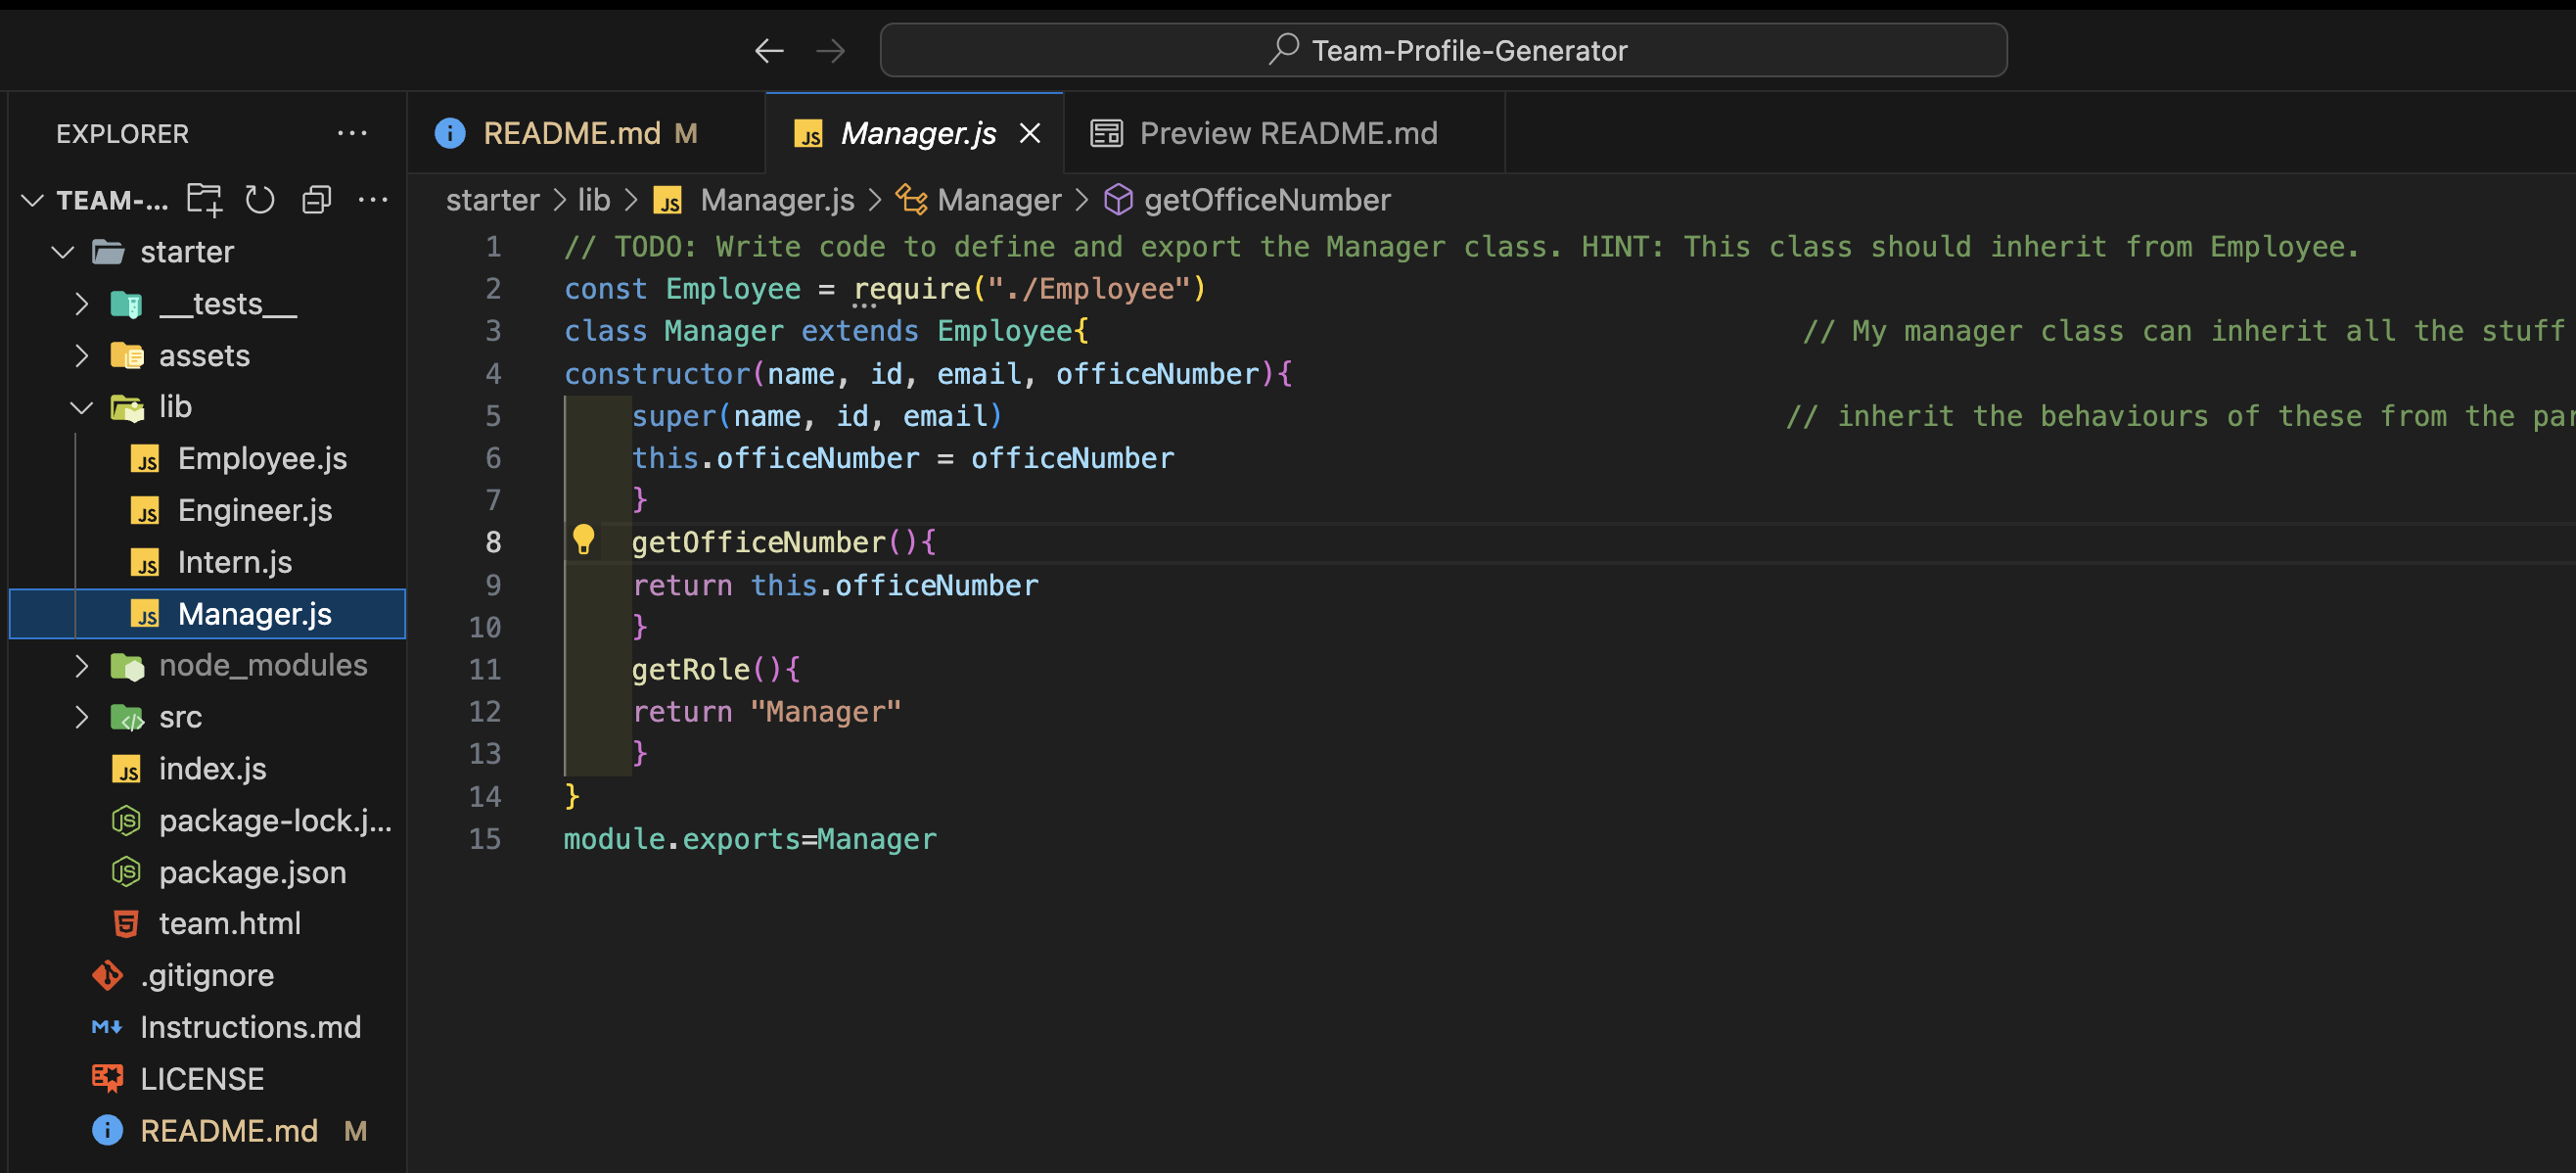 Team-Profile-Generator
EXPLORER
README.md M
Manager.js
Preview README.md
TEAM-...
starter > lib > JS Manager.js > Manager > getOfficeNumber
starter
__tests__
assets
lib
JS Employee.js
JS Engineer.js
JS Intern.js
JS Manager.js
node_modules
src
JS index.js
package-lock.j...
package.json
team.html
.gitignore
Instructions.md
LICENSE
README.md M
1 // TODO: Write code to define and export the Manager class. HINT: This class should inherit from Employee.
2 const Employee = require("./Employee")
3 class Manager extends Employee{ // My manager class can inherit all the stuff
4 constructor(name, id, email, officeNumber){
5 super(name, id, email) // inherit the behaviours of these from the par
6 this.officeNumber = officeNumber
7 }
8 getOfficeNumber(){
9 return this.officeNumber
10 }
11 getRole(){
12 return "Manager"
13 }
14 }
15 module.exports=Manager